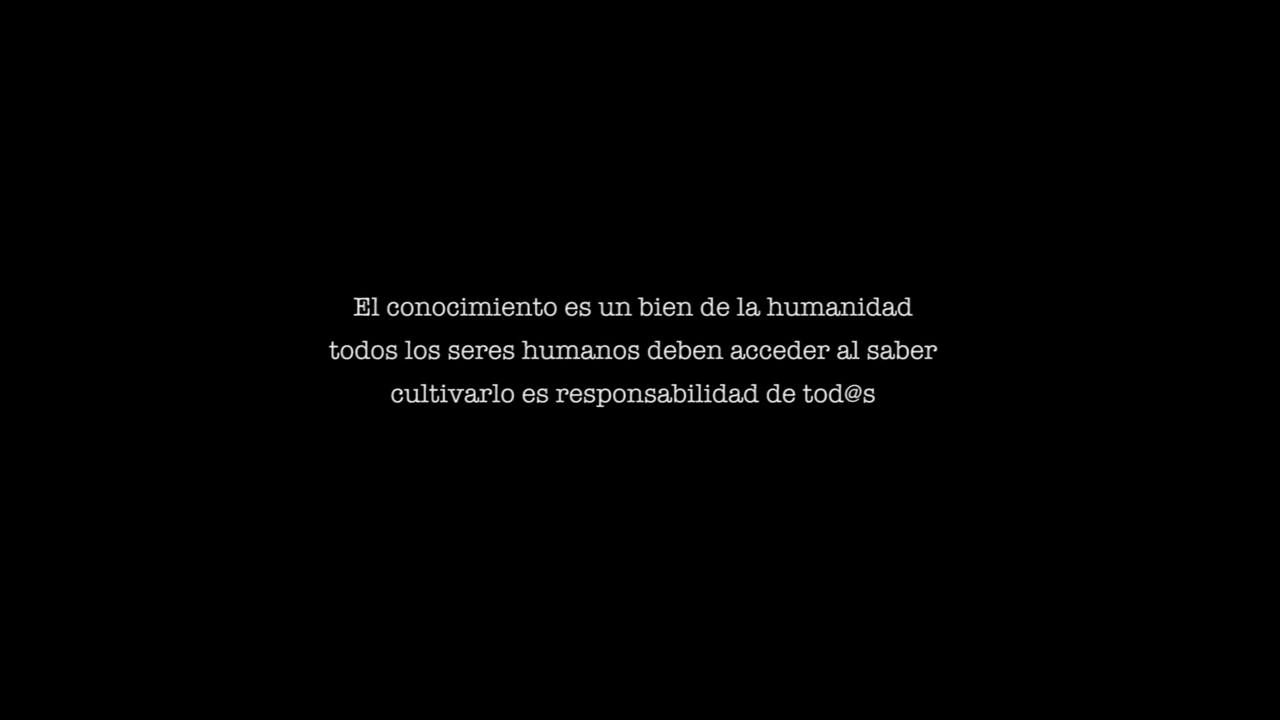 El conocimiento es un bien de la humanidad
todos los seres humanos deben acceder al saber
cultivarlo es responsabilidad de tod@s